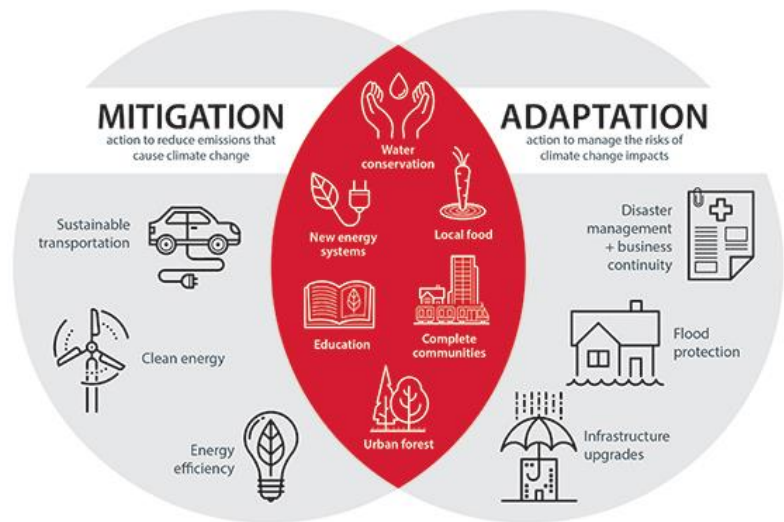 MITIGATION
action to reduce emissions that
cause climate change
ADAPTATION
action to manage the risks of
climate change impacts
Water
conservation
New energy
systems
Local food
Education
Complete
communities
Urban forest
Sustainable
transportation
Clean energy
Energy
efficiency
Disaster
management
+ business
continuity
Flood
protection
Infrastructure
upgrades